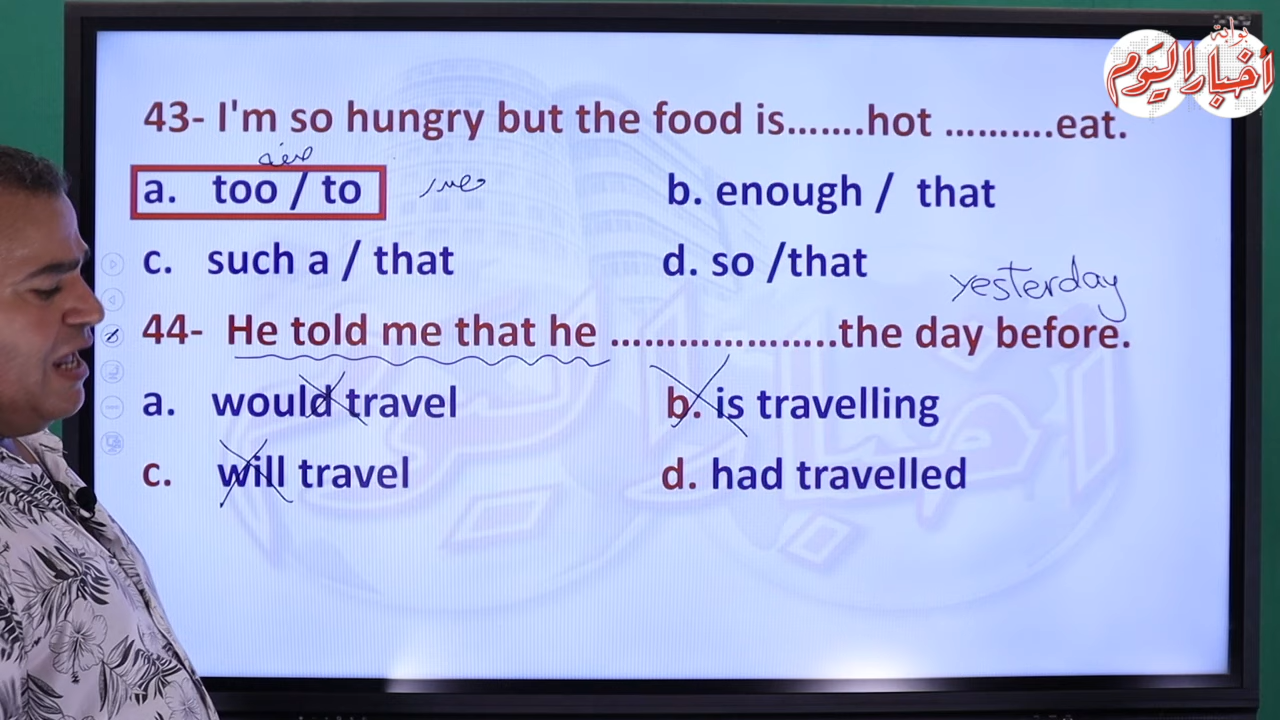 بوابة
أخبار اليوم
43- I'm so hungry but the food is.......hot ..........eat.
صفة
a. too / to
مصدر
b. enough / that
c. such a / that
d. so /that
yesterday
44- He told me that he ....................the day before.
a. would travel
b. is travelling
c. will travel
d. had travelled